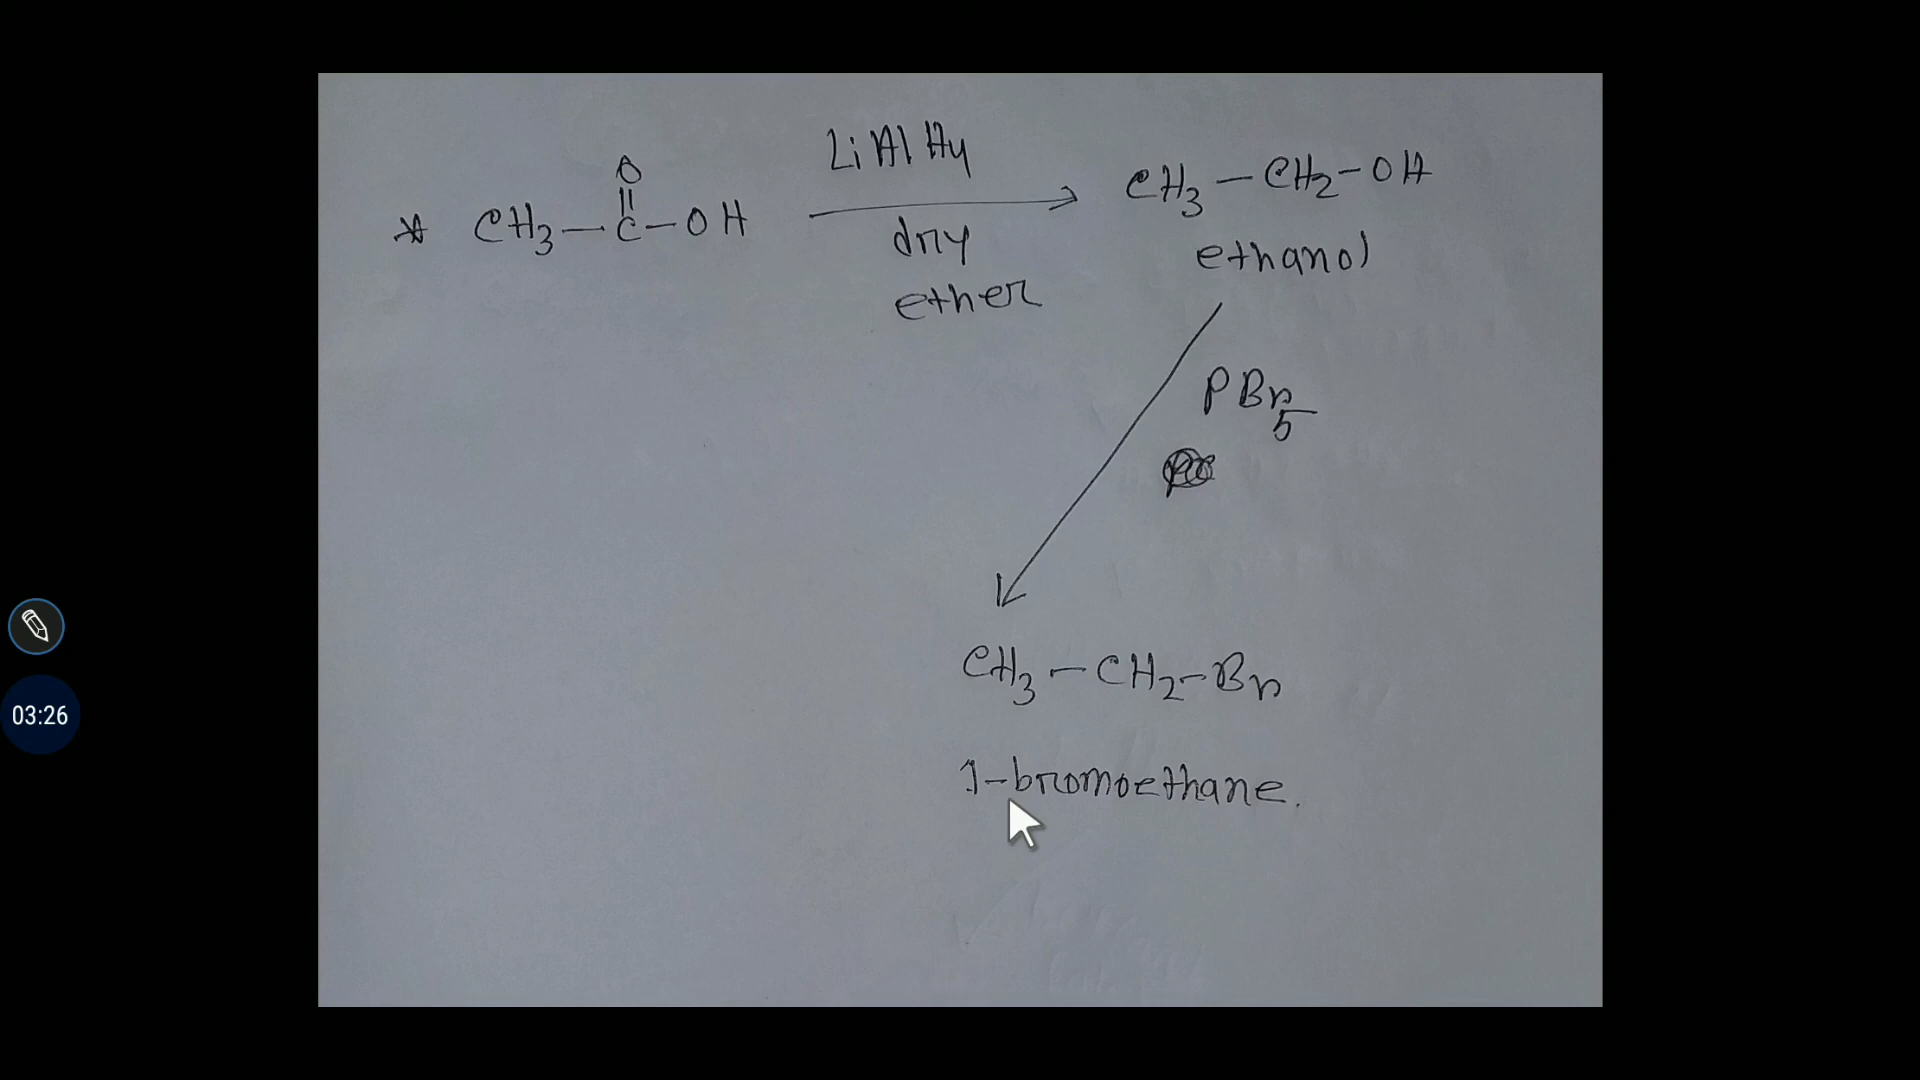 O
||
* CH3—C—OH
LiAlH4
dry
ether
CH3—CH2—OH
ethanol
PBr5
CH3—CH2—Br
1-bromoethane.
03:26